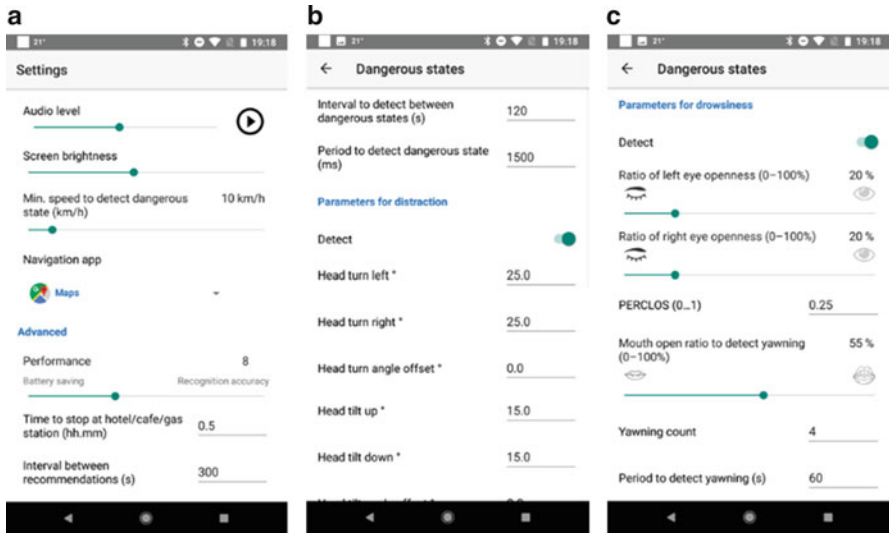 a
21°
19:18
Settings
Audio level
Screen brightness
Min. speed to detect dangerous
state (km/h)
10 km/h
Navigation app
Maps
Advanced
Performance
8
Battery saving
Recognition accuracy
Time to stop at hotel/cafe/gas
station (hh.mm)
0.5
Interval between
recommendations (s)
300
b
21°
19:18
Dangerous states
Interval to detect between
dangerous states (s)
120
Period to detect dangerous state
(ms)
1500
Parameters for distraction
Detect
Head turn left °
25.0
Head turn right °
25.0
Head turn angle offset °
0.0
Head tilt up °
15.0
Head tilt down °
15.0
c
21°
19:18
Dangerous states
Parameters for drowsiness
Detect
Ratio of left eye openness (0–100%)
20 %
Ratio of right eye openness (0–100%)
20 %
PERCLOS (0...1)
0.25
Mouth open ratio to detect yawning
(0–100%)
55 %
Yawning count
4
Period to detect yawning (s)
60